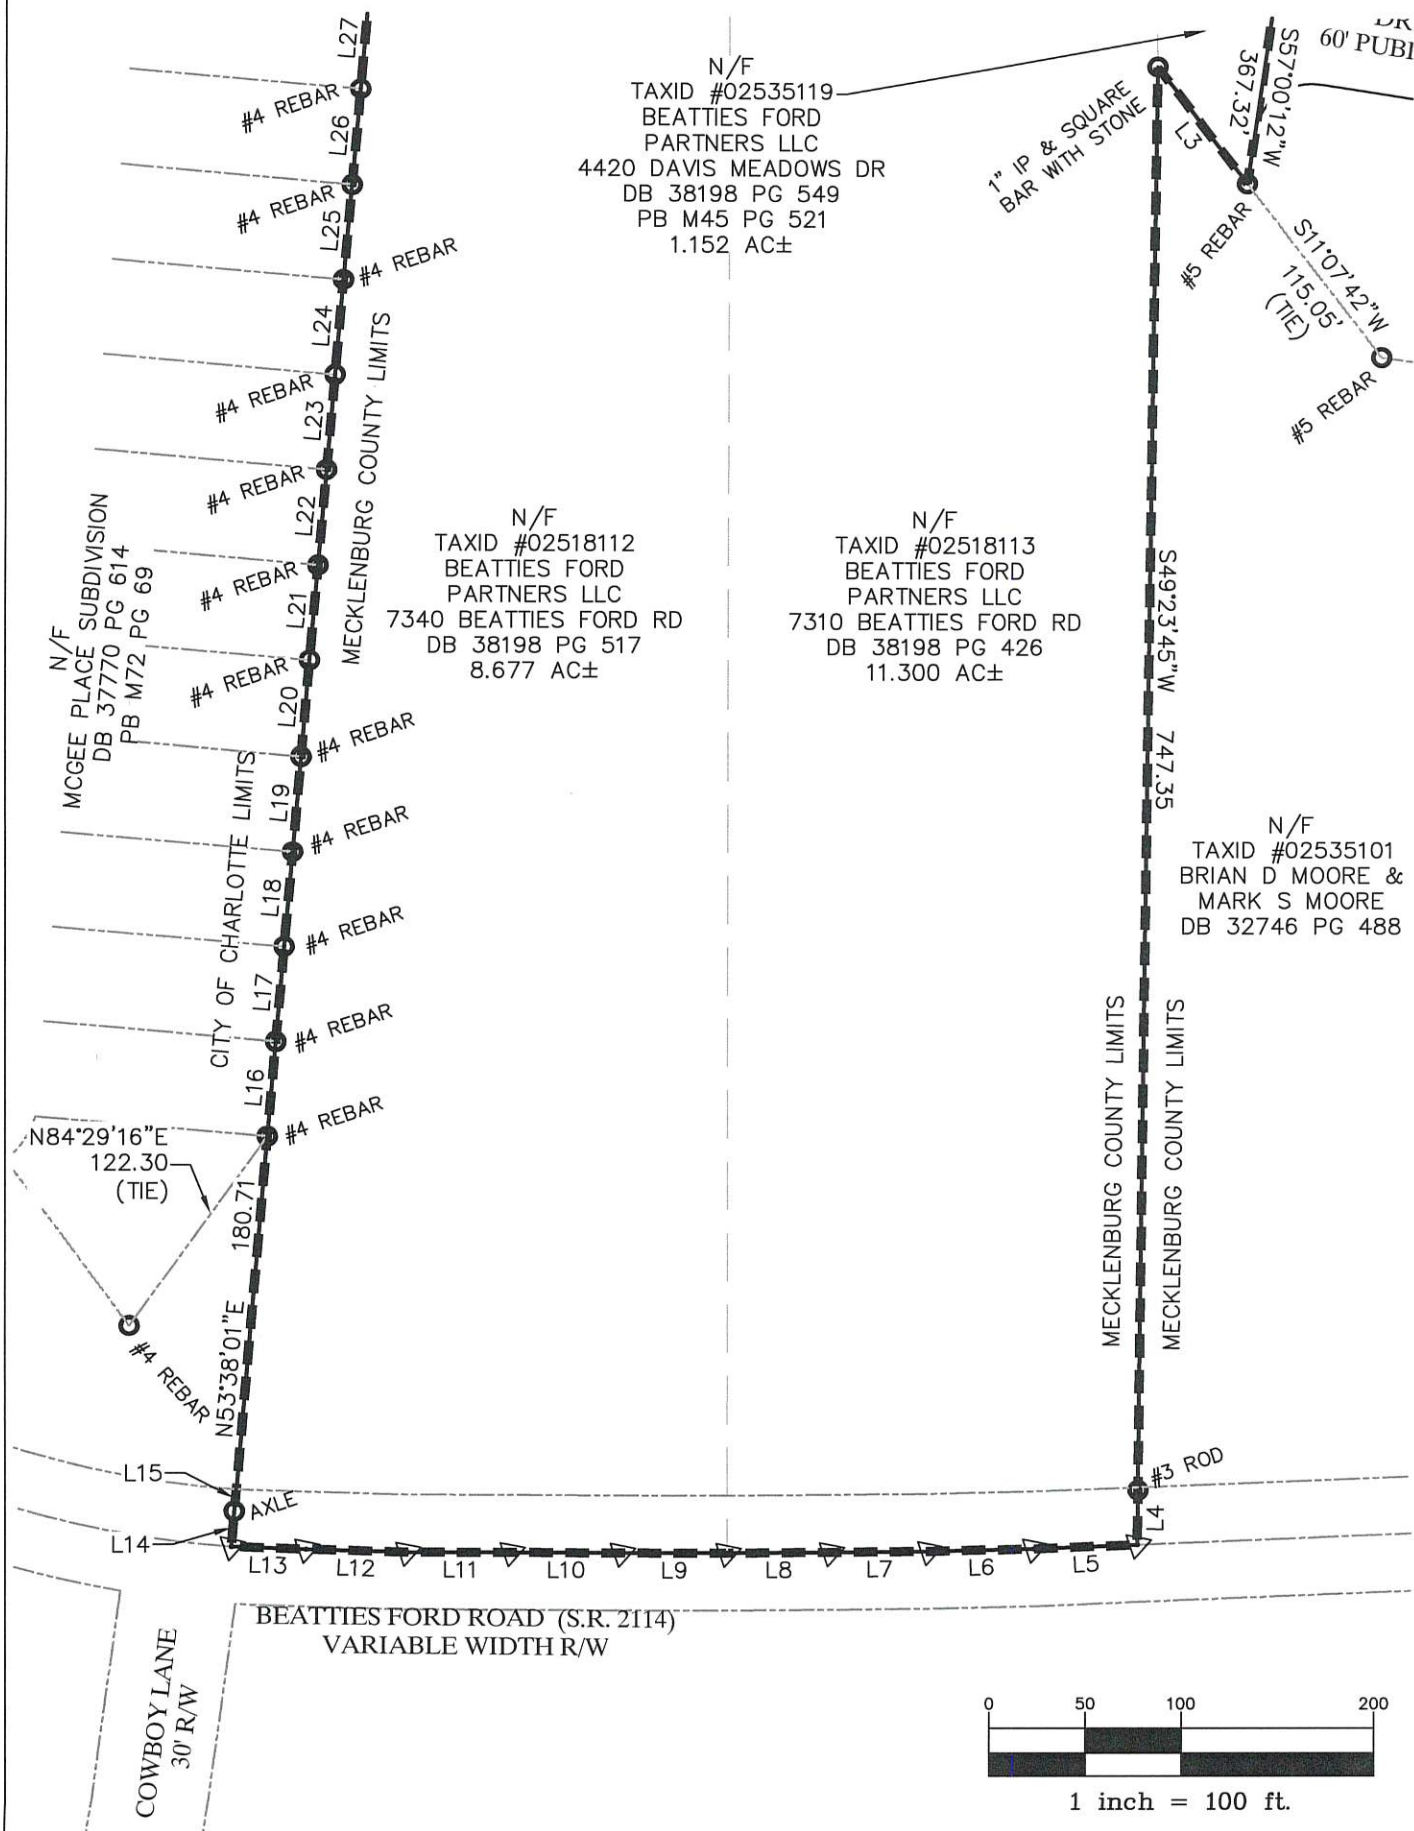 L27
#4 REBAR
L26
#4 REBAR
L25
#4 REBAR
L24
#4 REBAR
L23
#4 REBAR
L22
#4 REBAR
L21
#4 REBAR
L20
#4 REBAR
L19
#4 REBAR
L18
#4 REBAR
L17
#4 REBAR
L16
#4 REBAR
MECKLENBURG COUNTY LIMITS
CITY OF CHARLOTTE LIMITS
N/F
MCGEE PLACE SUBDIVISION
DB 37770 PG 614
PB M72 PG 69
N/F
TAXID #02535119
BEATTIES FORD
PARTNERS LLC
4420 DAVIS MEADOWS DR
DB 38198 PG 549
PB M45 PG 521
1.152 AC±
1" IP & SQUARE
BAR WITH STONE
L3
S57°00'12"W
367.32'
60' PUBL
#5 REBAR
S11°07'42"W
115.05'
(TIE)
#5 REBAR
N/F
TAXID #02518112
BEATTIES FORD
PARTNERS LLC
7340 BEATTIES FORD RD
DB 38198 PG 517
8.677 AC±
N/F
TAXID #02518113
BEATTIES FORD
PARTNERS LLC
7310 BEATTIES FORD RD
DB 38198 PG 426
11.300 AC±
S49°23'45"W 747.35
N/F
TAXID #02535101
BRIAN D MOORE &
MARK S MOORE
DB 32746 PG 488
MECKLENBURG COUNTY LIMITS
MECKLENBURG COUNTY LIMITS
N84°29'16"E
122.30
(TIE)
#4 REBAR
N53°38'01"E 180.71
L15
AXLE
L14
#3 ROD
L4
L13 L12 L11 L10 L9 L8 L7 L6 L5
BEATTIES FORD ROAD (S.R. 2114)
VARIABLE WIDTH R/W
COWBOY LANE
30' R/W
0 50 100 200
1 inch = 100 ft.